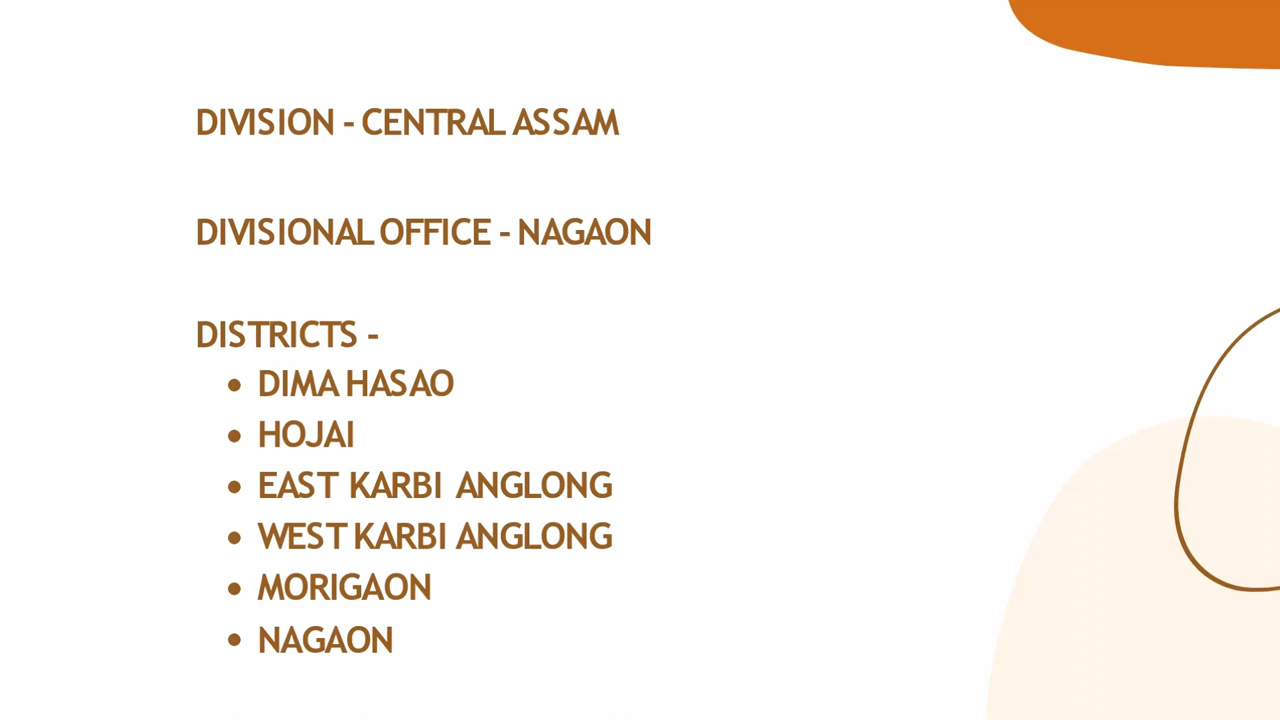 DIVISION - CENTRAL ASSAM
DIVISIONAL OFFICE - NAGAON
DISTRICTS -
• DIMA HASAO
• HOJAI
• EAST KARBI ANGLONG
• WEST KARBI ANGLONG
• MORIGAON
• NAGAON